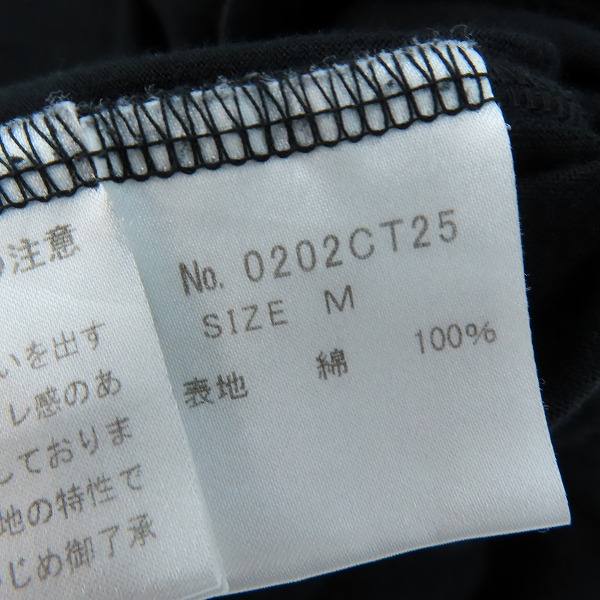 の注意
いを出す
レ感のあ
しておりま
地の特性で
じめ御了承
No. 0202CT25
SIZE M
表地 綿 100%